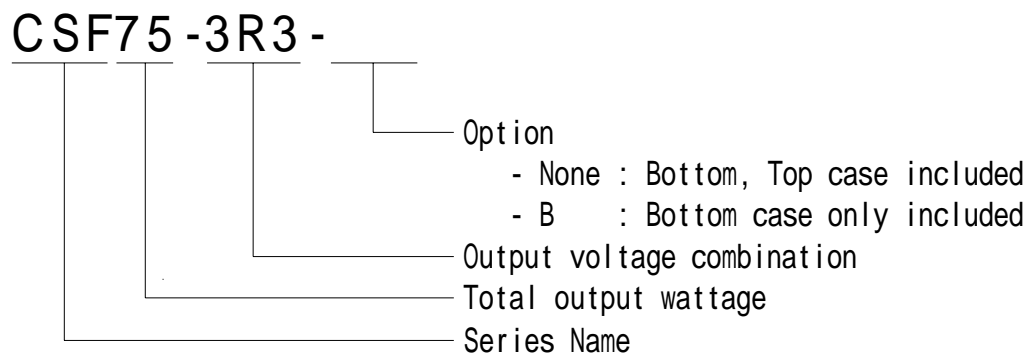 CSF75-3R3-
Option
- None : Bottom, Top case included
- B : Bottom case only included
Output voltage combination
Total output wattage
Series Name